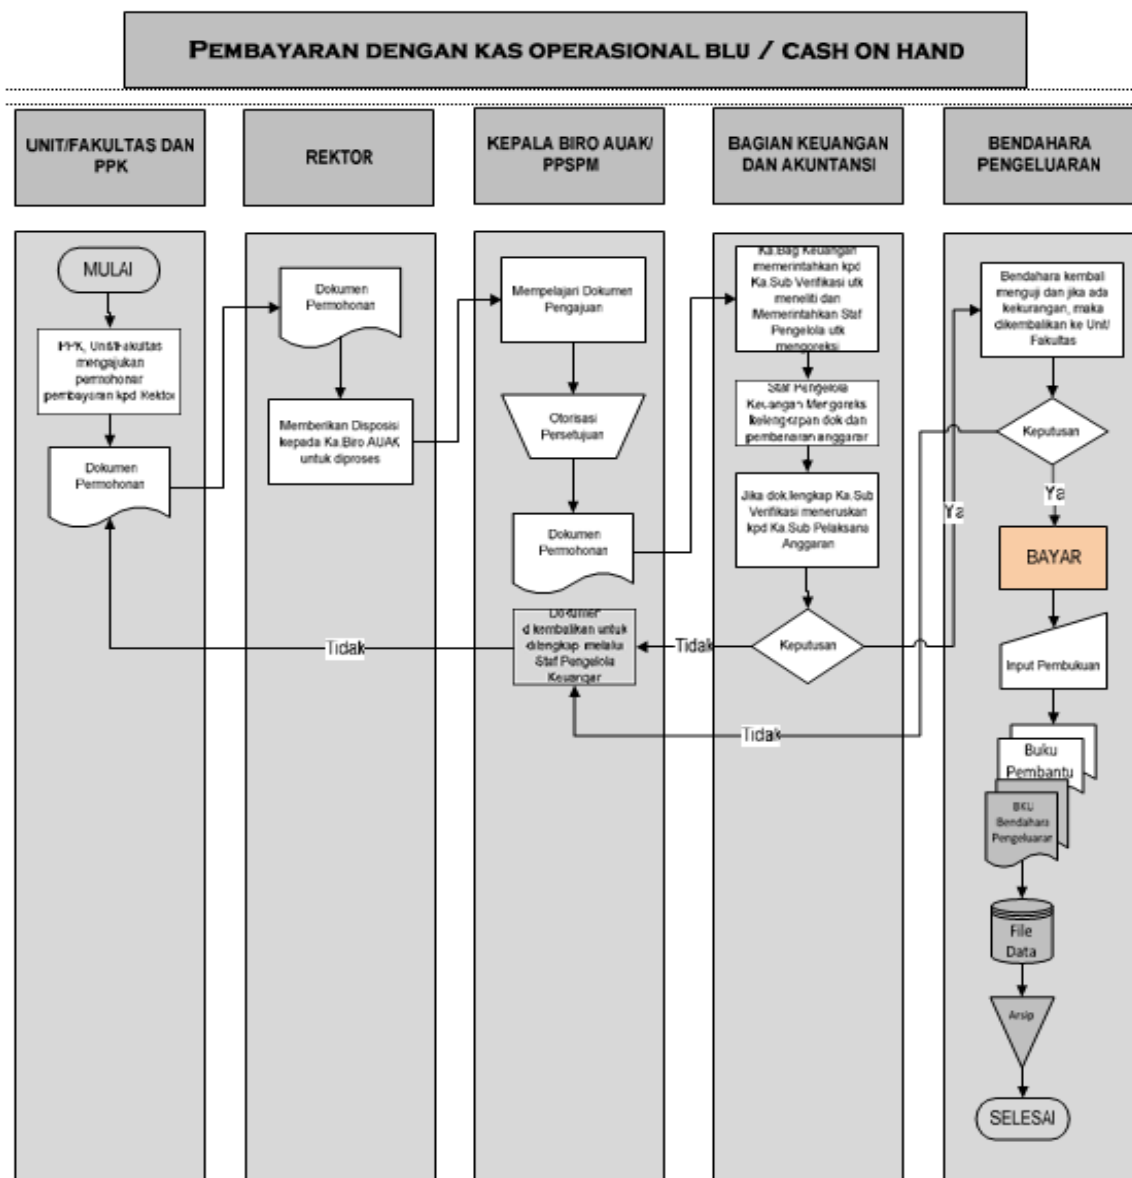 PEMBAYARAN DENGAN KAS OPERASIONAL BLU / CASH ON HAND
UNIT/FAKULTAS DAN
PPK
REKTOR
KEPALA BIRO AUAK/
PPSPM
BAGIAN KEUANGAN
DAN AKUNTANSI
BENDAHARA
PENGELUARAN
MULAI
PPK, Unit/Fakultas
mengajukan
permohonan
pembayaran kpd Rektor
Dokumen
Permohonan
Dokumen
Permohonan
Memberikan Disposisi
kepada Ka.Biro AUAK
untuk diproses
Mempelajari Dokumen
Pengajuan
Otorisasi
Persetujuan
Dokumen
Permohonan
Dokumen
dikembalikan untuk
dilengkapi melalui
Staf Pengelola
Keuangan
Tidak
Ka.Bag Keuangan
memerintahkan kpd
Ka.Sub Verifikasi utk
meneliti dan
Memerintahkan Staf
Pengelola utk
mengoreksi
Staf Pengelola
Keuangan Mengoreksi
kelengkapan dok dan
pembenaran anggaran
Jika dok.lengkap Ka.Sub
Verifikasi meneruskan
kpd Ka.Sub Pelaksana
Anggaran
Keputusan
Tidak
Tidak
Ya
Bendahara kembali
menguji dan jika ada
kekurangan, maka
dikembalikan ke Unit/
Fakultas
Keputusan
Ya
BAYAR
Input Pembukuan
Buku
Pembantu
BKU
Bendahara
Pengeluaran
File
Data
Arsip
SELESAI